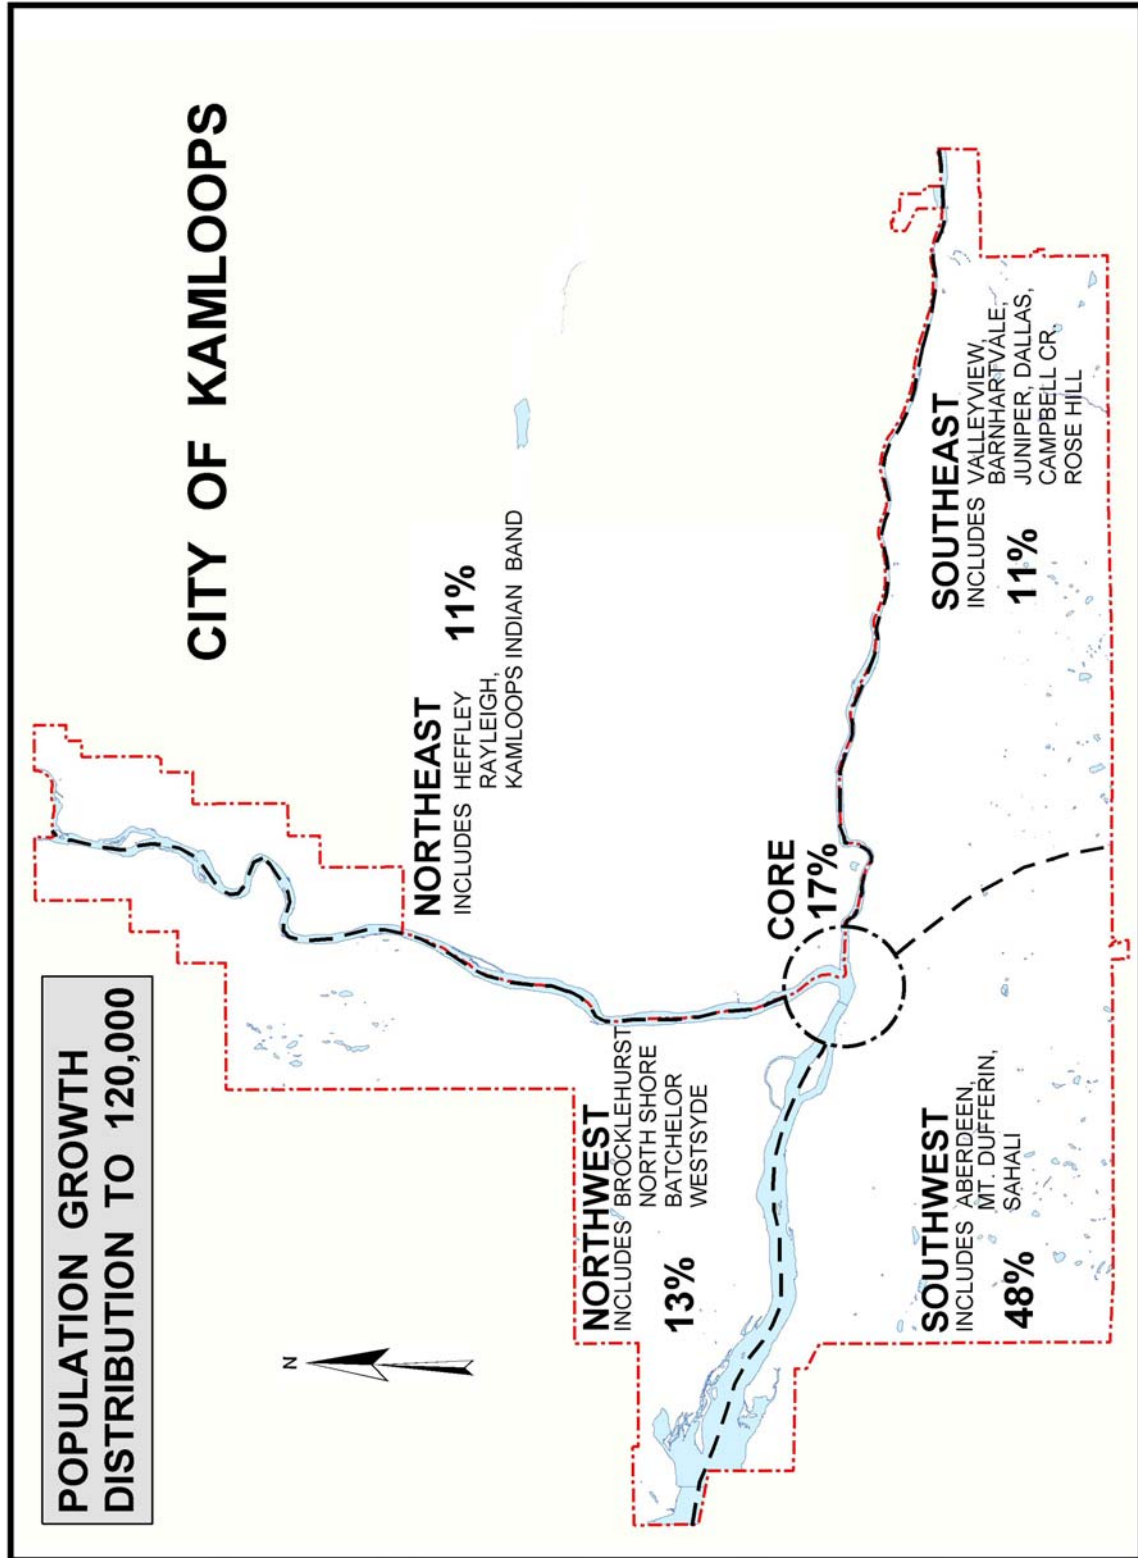 POPULATION GROWTH
DISTRIBUTION TO 120,000
CITY OF KAMLOOPS
N
NORTHWEST
INCLUDES BROCKLEHURST
NORTH SHORE
BATCHELOR
WESTSYDE
13%
NORTHEAST
INCLUDES HEFFLEY
RAYLEIGH,
KAMLOOPS INDIAN BAND
11%
CORE
17%
SOUTHWEST
INCLUDES ABERDEEN,
MT. DUFFERIN,
SAHALI
48%
SOUTHEAST
INCLUDES VALLEYVIEW,
BARNHARTVALE,
JUNIPER, DALLAS,
CAMPBELL CR,
ROSE HILL
11%